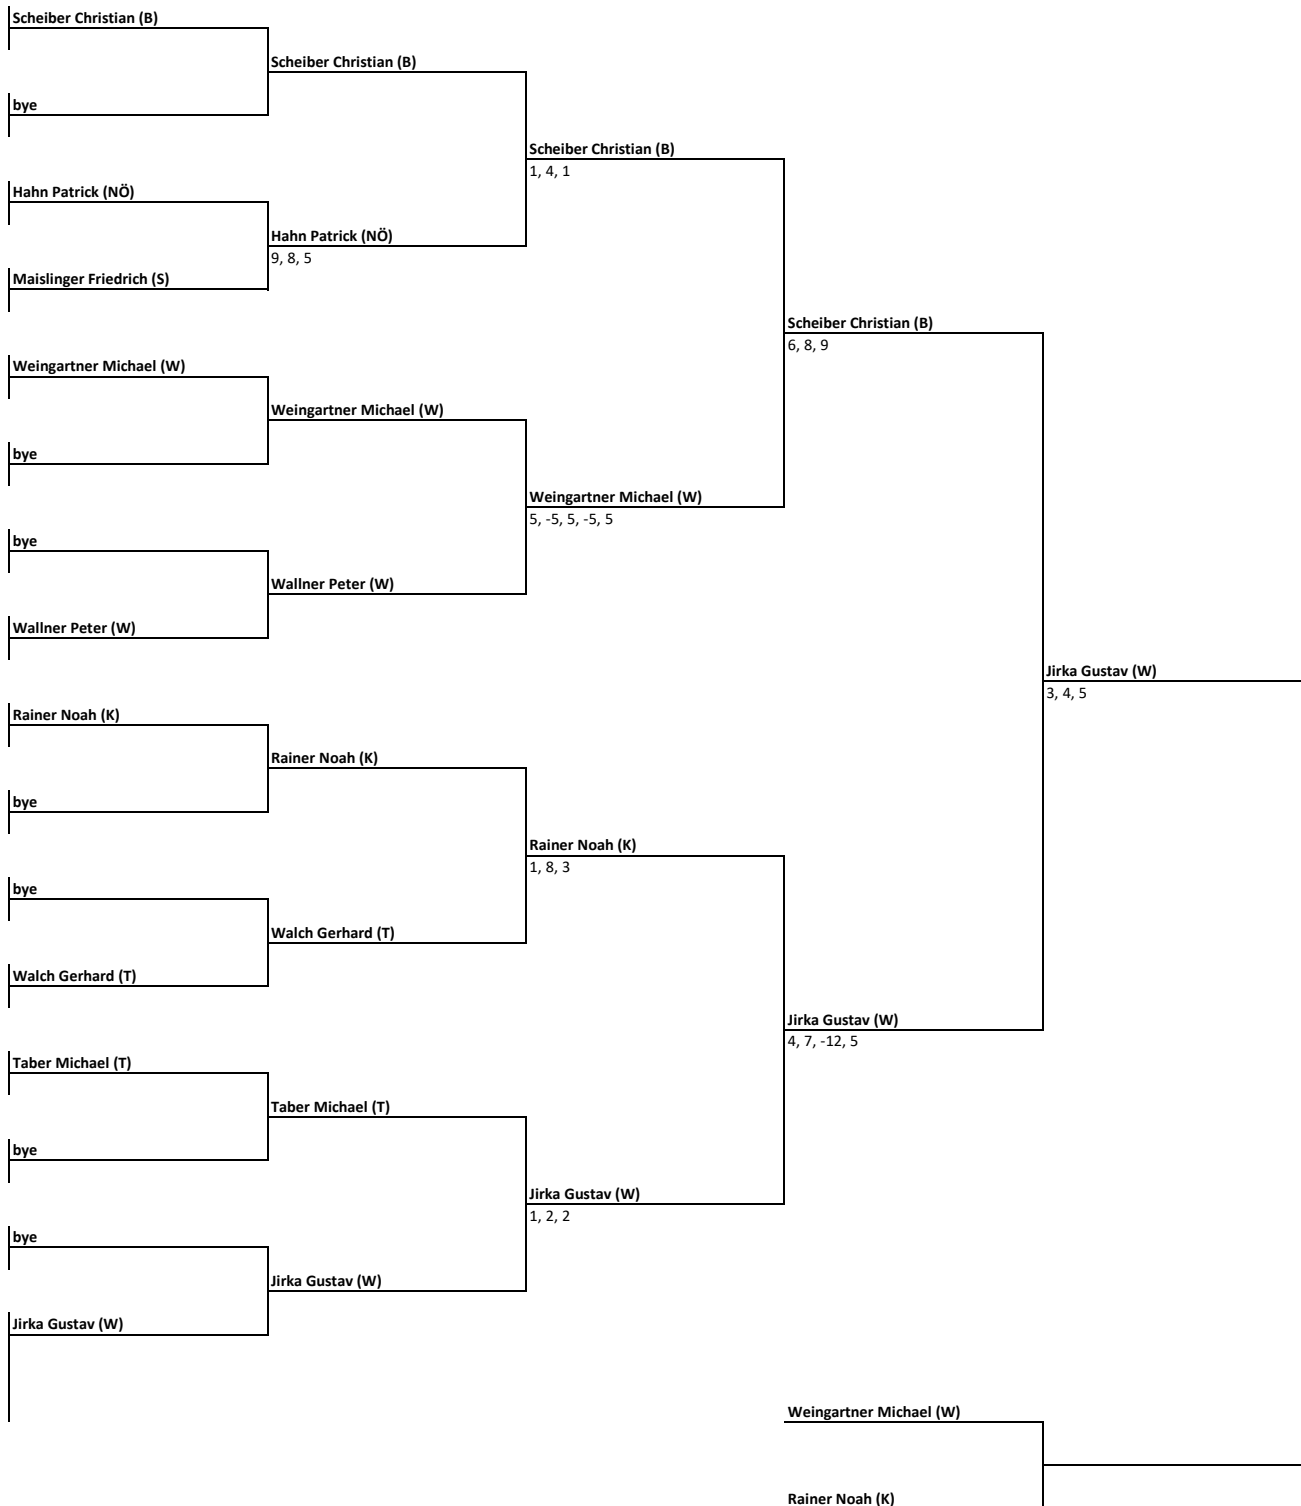 Scheiber Christian (B)
Scheiber Christian (B)
bye
Scheiber Christian (B)
1, 4, 1
Hahn Patrick (NÖ)
Hahn Patrick (NÖ)
9, 8, 5
Maislinger Friedrich (S)
Scheiber Christian (B)
6, 8, 9
Weingartner Michael (W)
Weingartner Michael (W)
bye
Weingartner Michael (W)
5, -5, 5, -5, 5
bye
Wallner Peter (W)
Wallner Peter (W)
Jirka Gustav (W)
3, 4, 5
Rainer Noah (K)
Rainer Noah (K)
bye
Rainer Noah (K)
1, 8, 3
bye
Walch Gerhard (T)
Walch Gerhard (T)
Jirka Gustav (W)
4, 7, -12, 5
Taber Michael (T)
Taber Michael (T)
bye
Jirka Gustav (W)
1, 2, 2
bye
Jirka Gustav (W)
Jirka Gustav (W)
Weingartner Michael (W)
Rainer Noah (K)